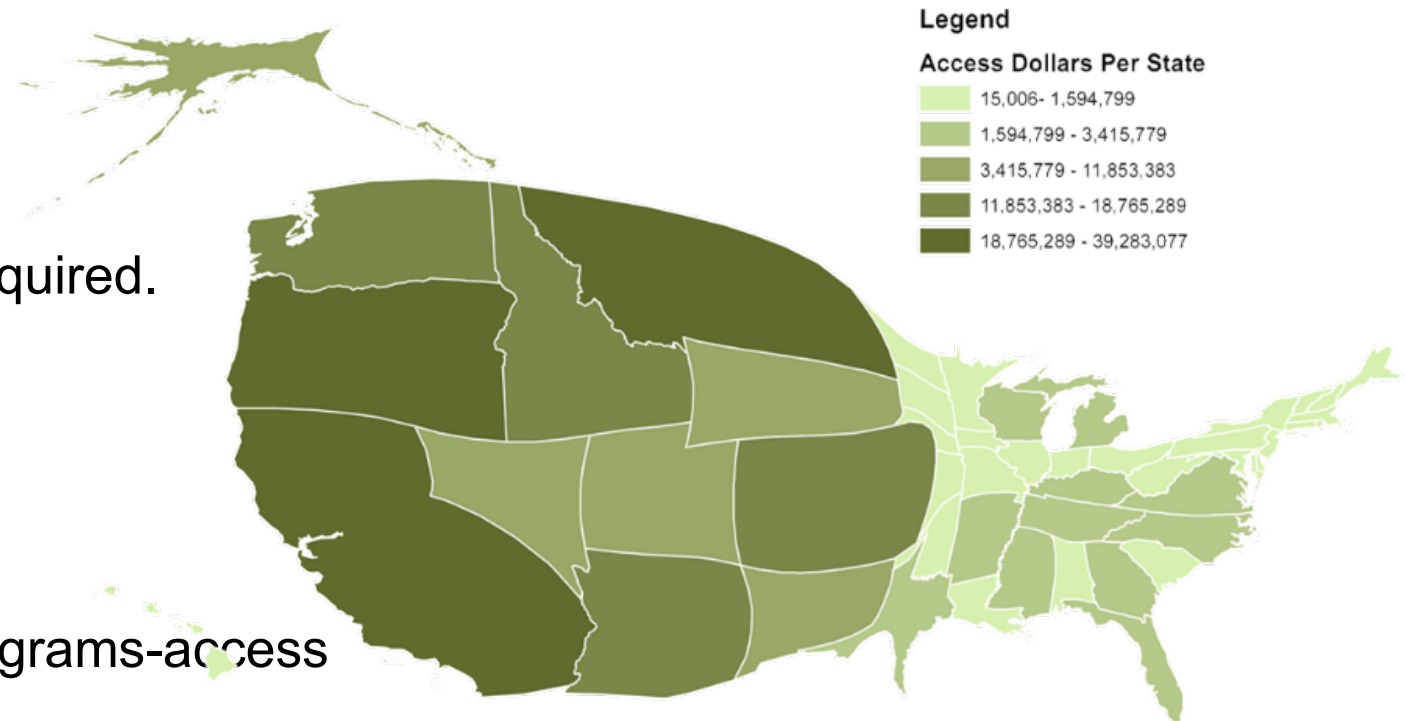 Legend
Access Dollars Per State
15,006- 1,594,799
1,594,799 - 3,415,779
3,415,779 - 11,853,383
11,853,383 - 18,765,289
18,765,289 - 39,283,077
quired.
grams-access